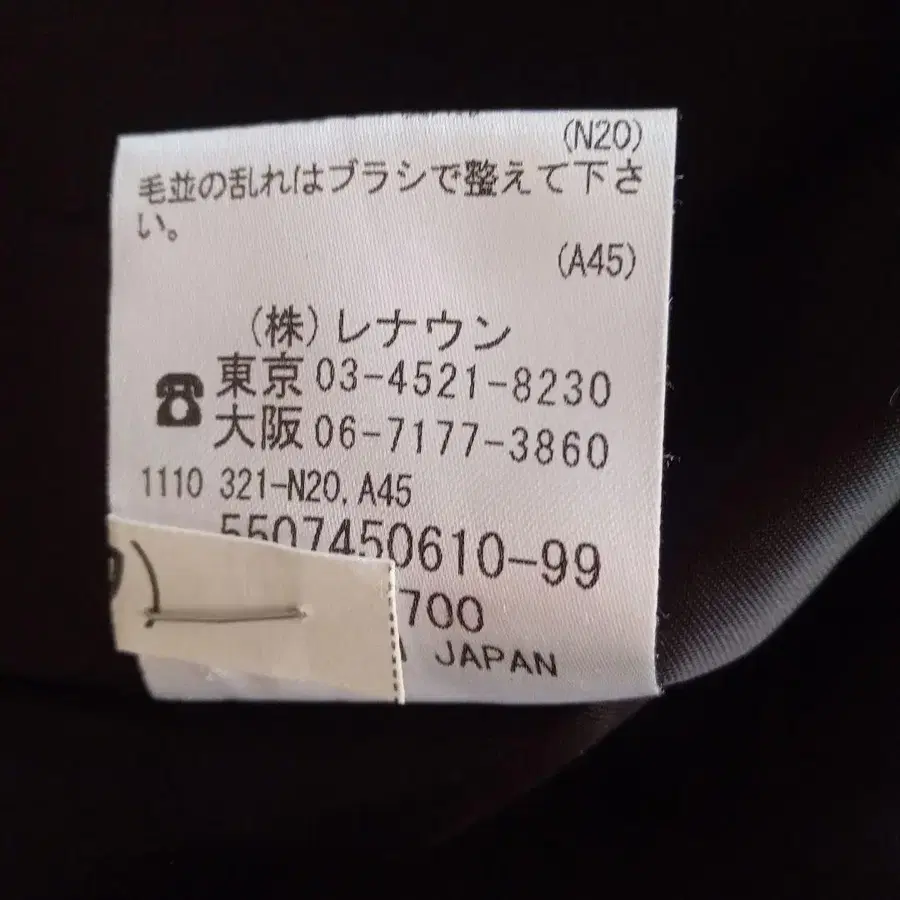 (N20)
毛並の乱れはブラシで整えて下さ
い。
(A45)
(株)レナウン
☎ 東京 03-4521-8230
大阪 06-7177-3860
1110 321-N20,A45
5507450610-99
700
JAPAN